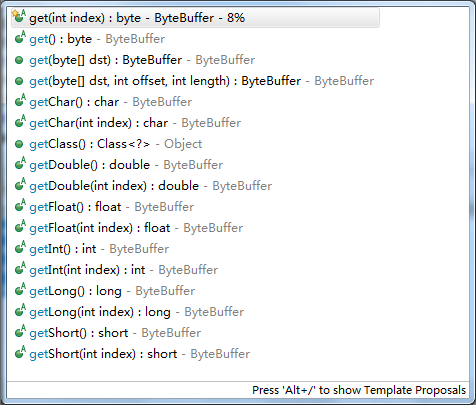 get(int index) : byte - ByteBuffer - 8%
get() : byte - ByteBuffer
get(byte[] dst) : ByteBuffer - ByteBuffer
get(byte[] dst, int offset, int length) : ByteBuffer - ByteBuffer
getChar() : char - ByteBuffer
getChar(int index) : char - ByteBuffer
getClass() : Class<?> - Object
getDouble() : double - ByteBuffer
getDouble(int index) : double - ByteBuffer
getFloat() : float - ByteBuffer
getFloat(int index) : float - ByteBuffer
getInt() : int - ByteBuffer
getInt(int index) : int - ByteBuffer
getLong() : long - ByteBuffer
getLong(int index) : long - ByteBuffer
getShort() : short - ByteBuffer
getShort(int index) : short - ByteBuffer
Press 'Alt+/' to show Template Proposals